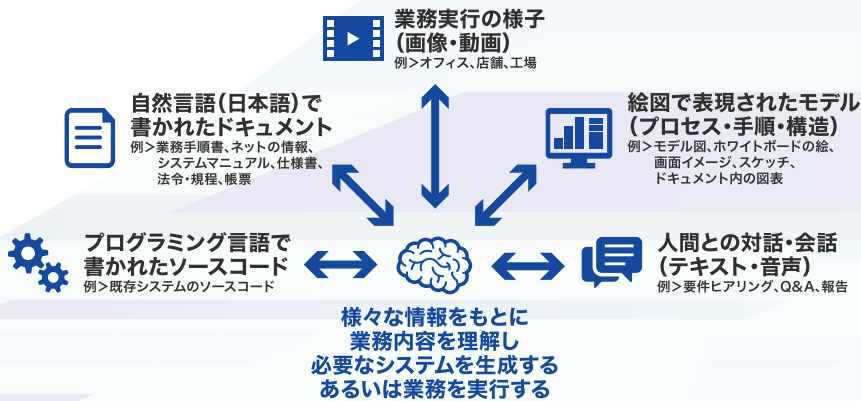 業務実行の様子
（画像・動画）
例＞オフィス、店舗、工場
自然言語（日本語）で
書かれたドキュメント
例＞業務手順書、ネットの情報、
システムマニュアル、仕様書、
法令・規程、帳票
絵図で表現されたモデル
（プロセス・手順・構造）
例＞モデル図、ホワイトボードの絵、
画面イメージ、スケッチ、
ドキュメント内の図表
プログラミング言語で
書かれたソースコード
例＞既存システムのソースコード
人間との対話・会話
（テキスト・音声）
例＞要件ヒアリング、Q&A、報告
様々な情報をもとに
業務内容を理解し
必要なシステムを生成する
あるいは業務を実行する